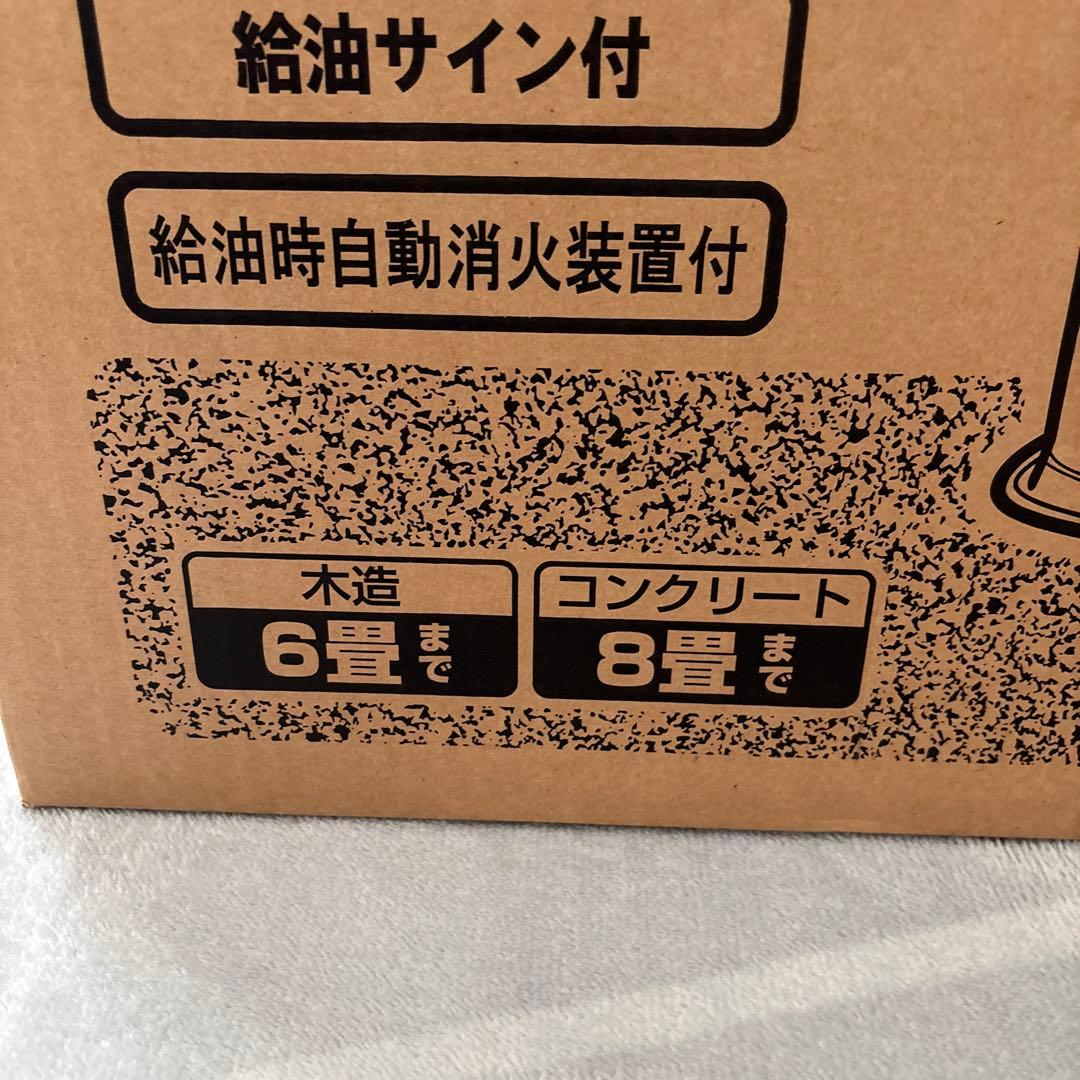 給油サイン付
給油時自動消火装置付
木造
6畳まで
コンクリート
8畳まで